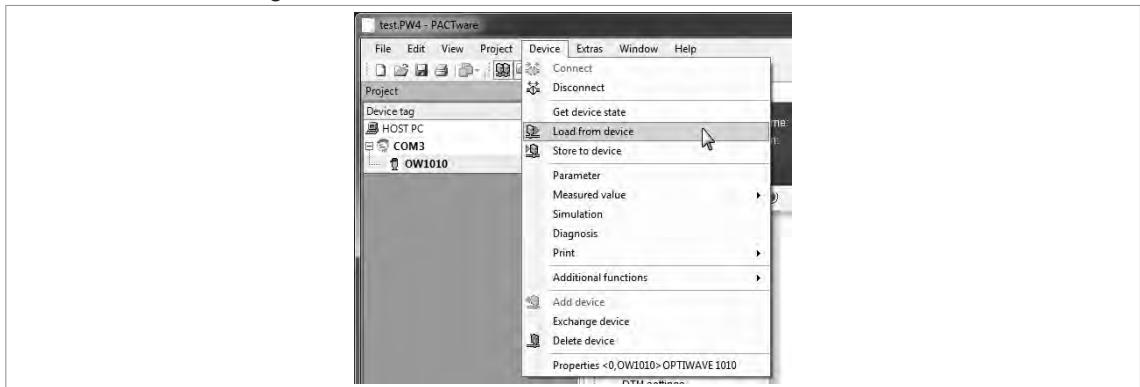 test.PW4 - PACTware
File Edit View Project Device Extras Window Help
Project
Device tag
HOST PC
COM3
OW1010
Connect
Disconnect
Get device state
Load from device
Store to device
Parameter
Measured value
Simulation
Diagnosis
Print
Additional functions
Add device
Exchange device
Delete device
Properties <0,OW1010>OPTIWAVE 1010